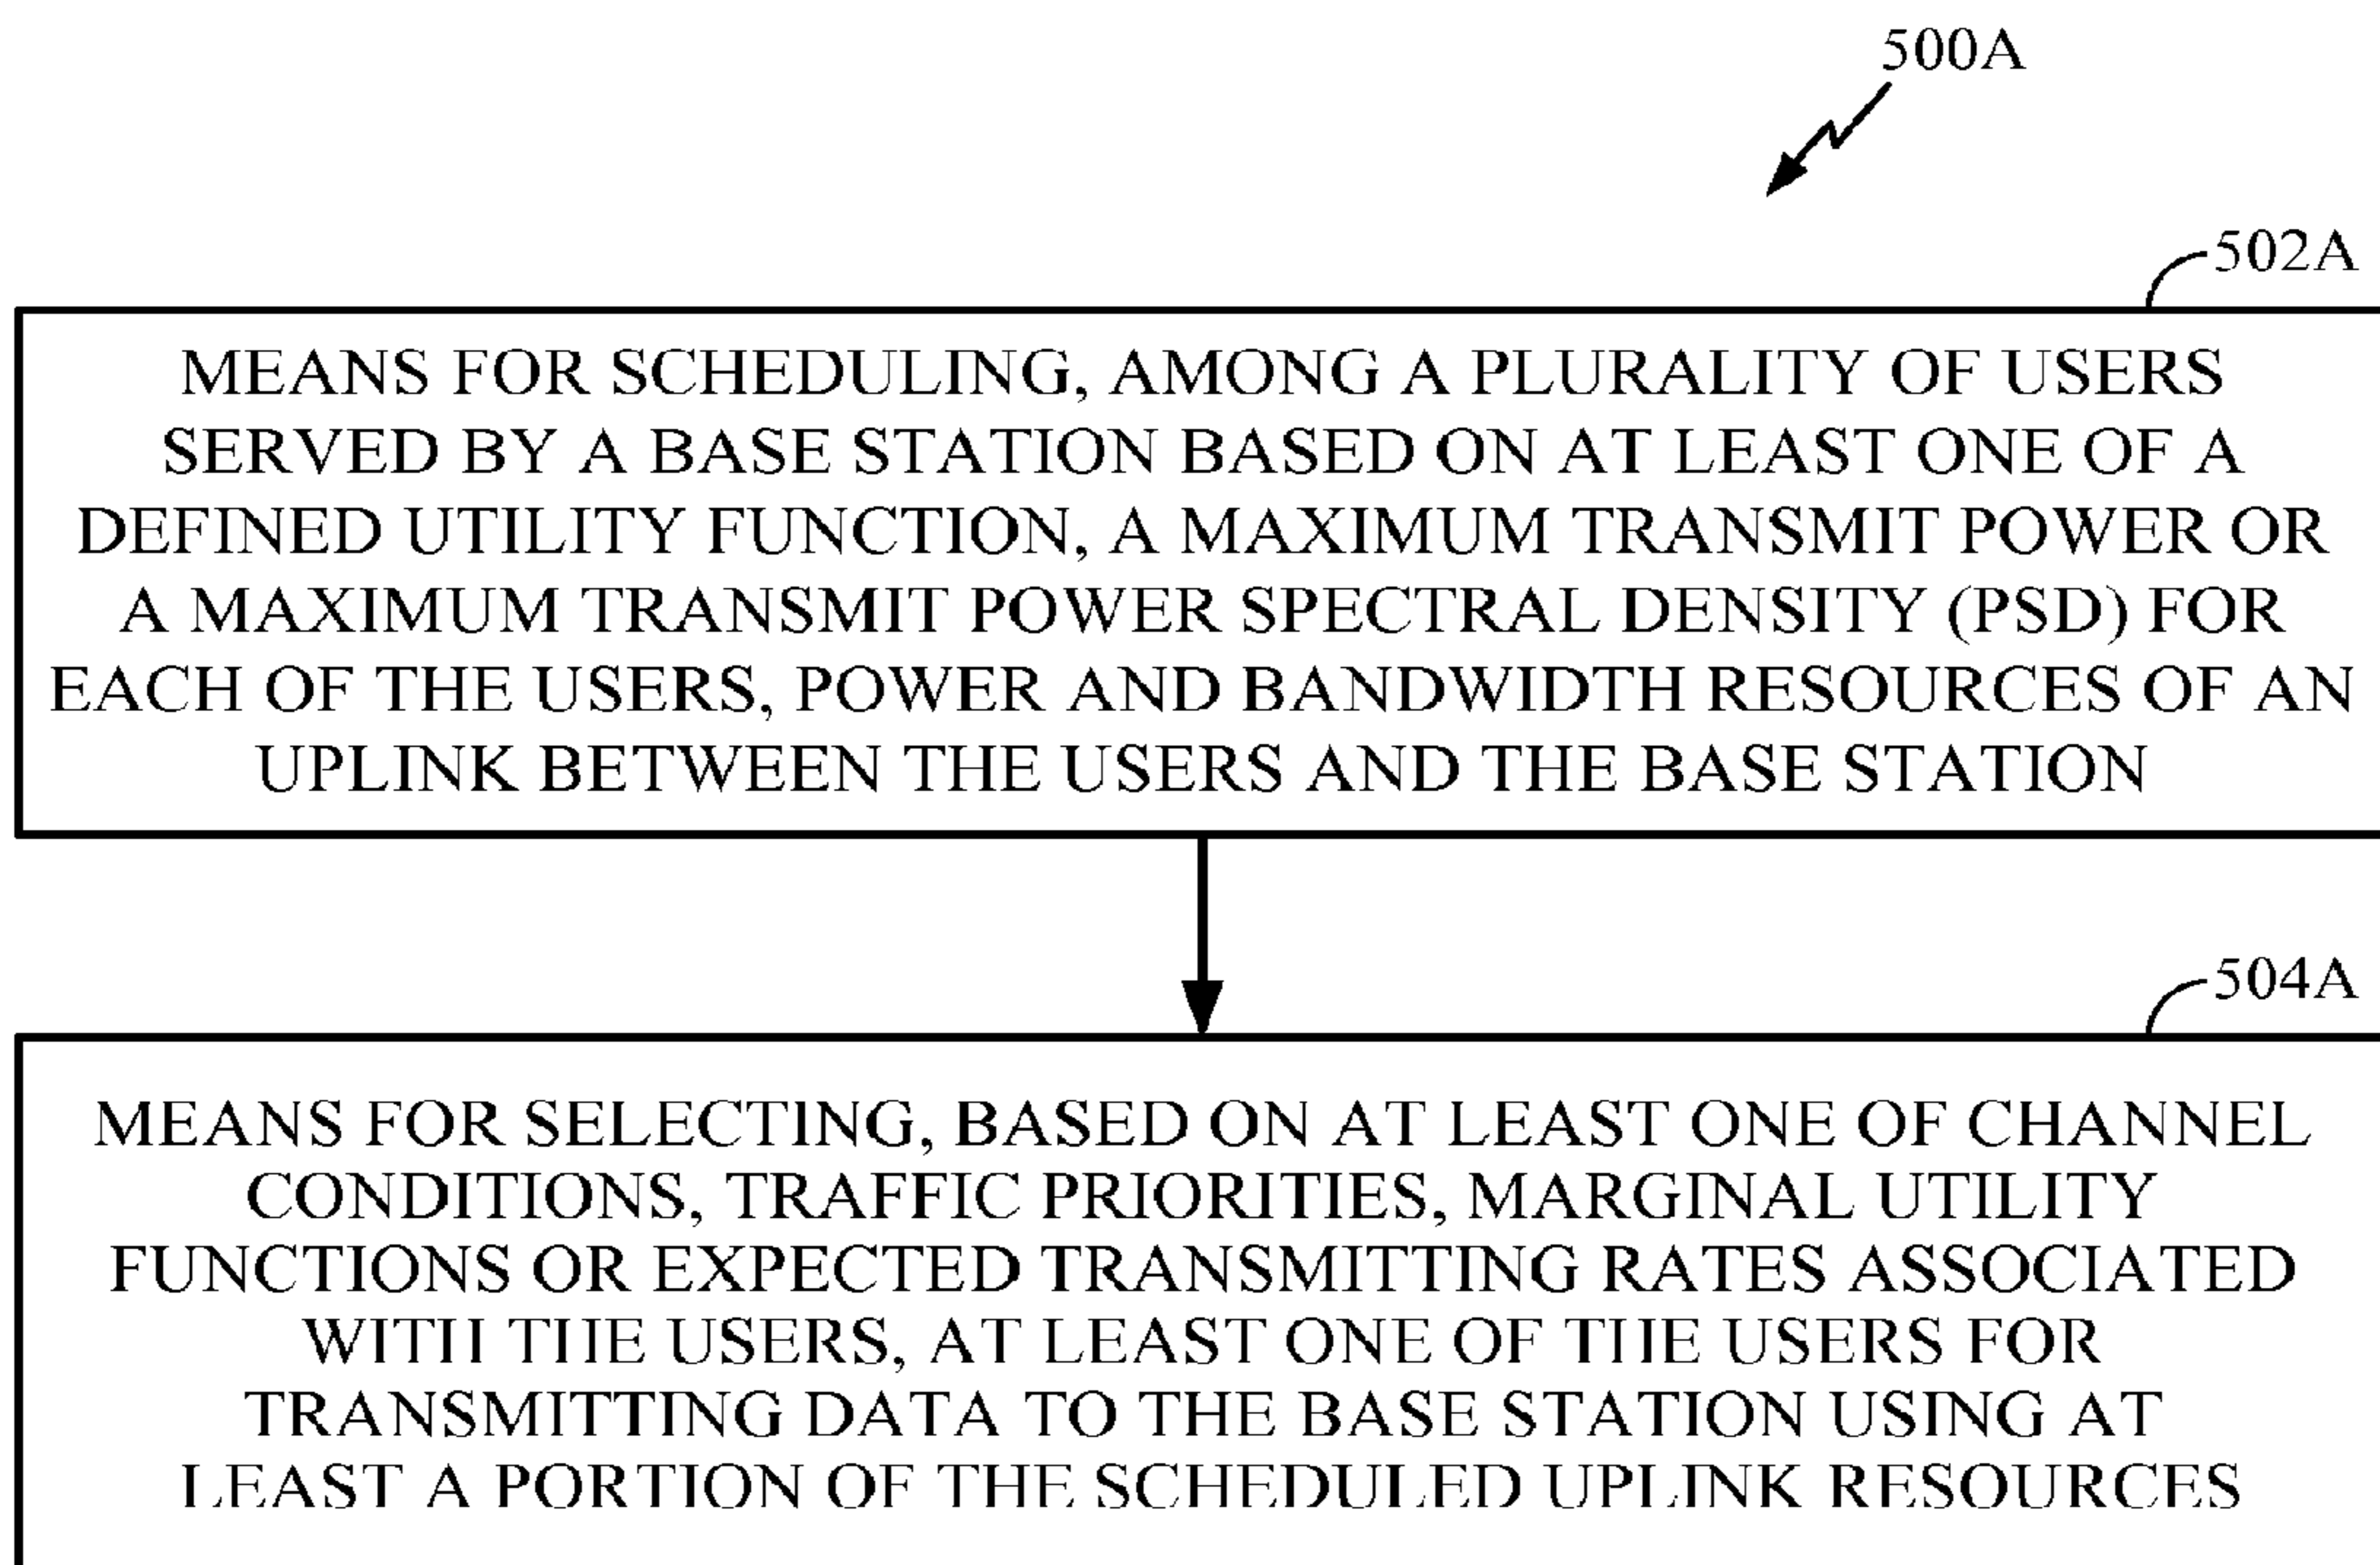 500A
502A
MEANS FOR SCHEDULING, AMONG A PLURALITY OF USERS
SERVED BY A BASE STATION BASED ON AT LEAST ONE OF A
DEFINED UTILITY FUNCTION, A MAXIMUM TRANSMIT POWER OR
A MAXIMUM TRANSMIT POWER SPECTRAL DENSITY (PSD) FOR
EACH OF THE USERS, POWER AND BANDWIDTH RESOURCES OF AN
UPLINK BETWEEN THE USERS AND THE BASE STATION
504A
MEANS FOR SELECTING, BASED ON AT LEAST ONE OF CHANNEL
CONDITIONS, TRAFFIC PRIORITIES, MARGINAL UTILITY
FUNCTIONS OR EXPECTED TRANSMITTING RATES ASSOCIATED
WITH THE USERS, AT LEAST ONE OF THE USERS FOR
TRANSMITTING DATA TO THE BASE STATION USING AT
LEAST A PORTION OF THE SCHEDULED UPLINK RESOURCES